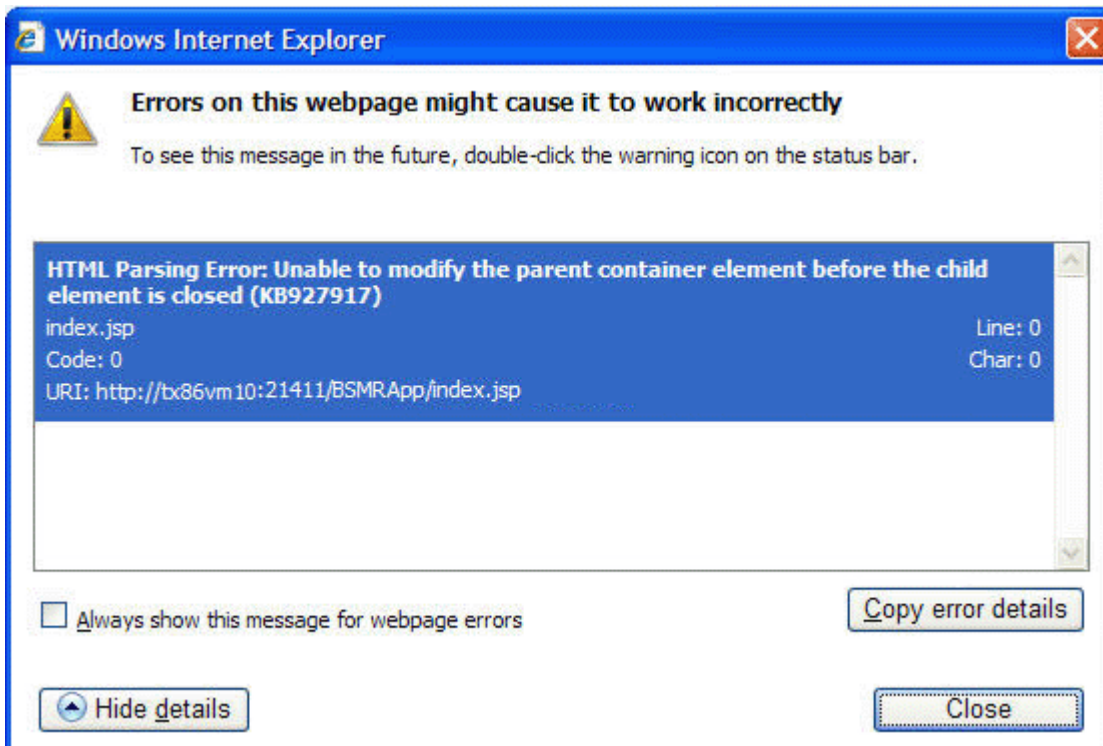 Windows Internet Explorer
Errors on this webpage might cause it to work incorrectly
To see this message in the future, double-click the warning icon on the status bar.
HTML Parsing Error: Unable to modify the parent container element before the child
element is closed (KB927917)
index.jsp Line: 0
Code: 0 Char: 0
URI: http://tx86vm10:21411/BSMRApp/index.jsp
Always show this message for webpage errors
Copy error details
Hide details
Close